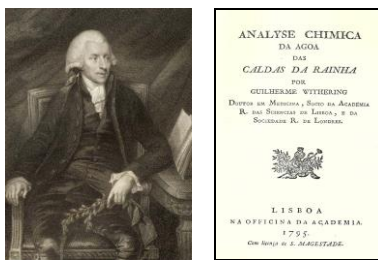 ANALYSE CHIMICA
DA AGOA
DAS
CALDAS DA RAINHA
POR
GUILHERME WITHERING
DOUTOR EM MEDICINA, SOCIO DA ACADEMIA
R. DAS SCIENCIAS DE LISBOA, E DA
SOCIEDADE R. DE LONDRES.
LISBOA
NA OFFICINA DA ACADEMIA.
1795.
Com licença de S. MAGESTADE.